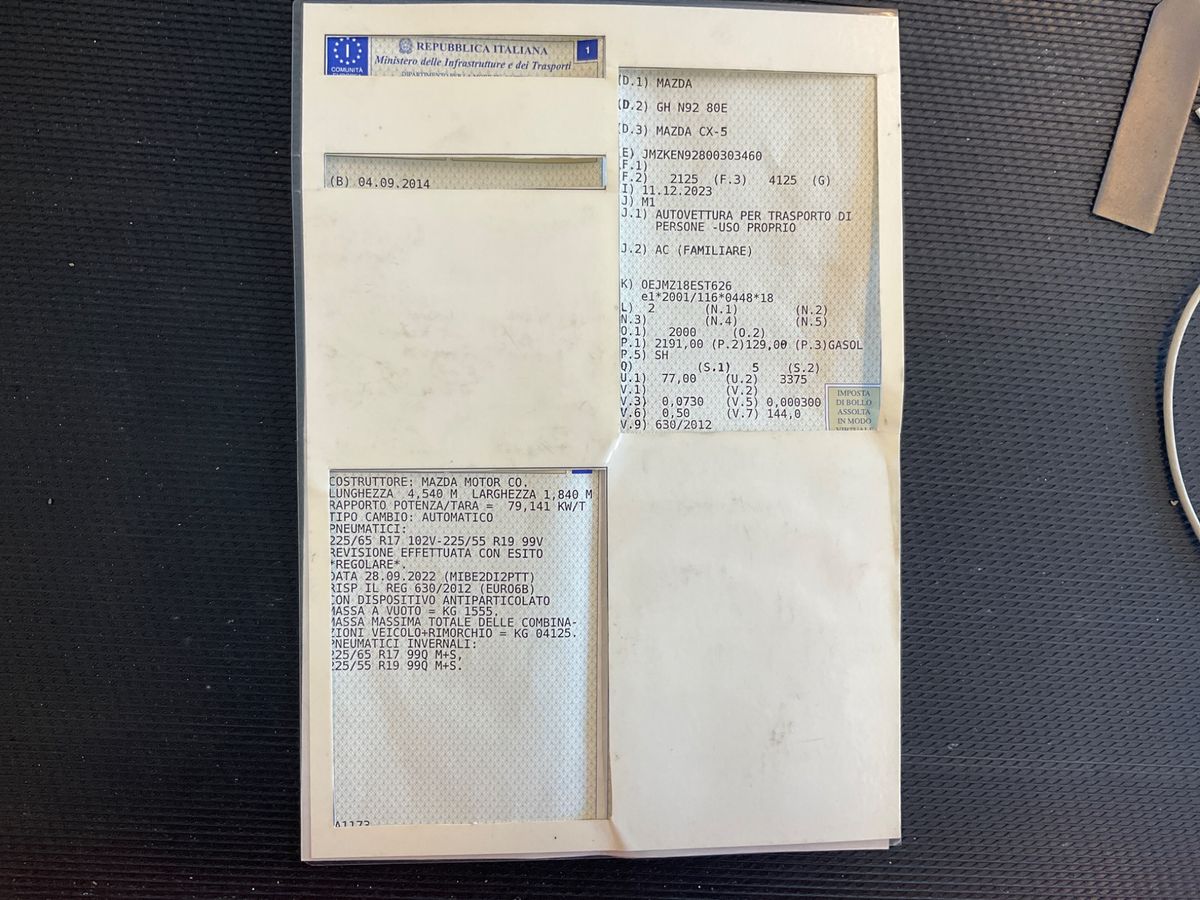 I
COMUNITÀ
REPUBBLICA ITALIANA
1
Ministero delle Infrastrutture e dei Trasporti
(B) 04.09.2014
(D.1) MAZDA
(D.2) GH N92 80E
(D.3) MAZDA CX-5
E) JMZKEN92800303460
F.1)
F.2) 2125 (F.3) 4125 (G)
I) 11.12.2023
J) M1
J.1) AUTOVETTURA PER TRASPORTO DI
PERSONE -USO PROPRIO
J.2) AC (FAMILIARE)
K) OEJMZ18EST626
e1*2001/116*0448*18
L) 2 (N.1) (N.2)
N.3) (N.4) (N.5)
O.1) 2000 (O.2)
P.1) 2191,00 (P.2)129,00 (P.3)GASOL
P.5) SH
Q) (S.1) 5 (S.2)
U.1) 77,00 (U.2) 3375
V.1) (V.2)
V.3) 0,0730 (V.5) 0,000300
V.6) 0,50 (V.7) 144,0
V.9) 630/2012
IMPOSTA
DI BOLLO
ASSOLTA
IN MODO
VIRTUALE
COSTRUTTORE: MAZDA MOTOR CO.
LUNGHEZZA 4,540 M LARGHEZZA 1,840 M
RAPPORTO POTENZA/TARA = 79,141 KW/T
TIPO CAMBIO: AUTOMATICO
PNEUMATICI:
225/65 R17 102V-225/55 R19 99V
REVISIONE EFFETTUATA CON ESITO
*REGOLARE*.
DATA 28.09.2022 (MIBE2DI2PTT)
RISP IL REG 630/2012 (EURO6B)
CON DISPOSITIVO ANTIPARTICOLATO
MASSA A VUOTO = KG 1555.
MASSA MASSIMA TOTALE DELLE COMBINA-
ZIONI VEICOLO+RIMORCHIO = KG 04125.
PNEUMATICI INVERNALI:
225/65 R17 99Q M+S,
225/55 R19 99Q M+S.
A1173